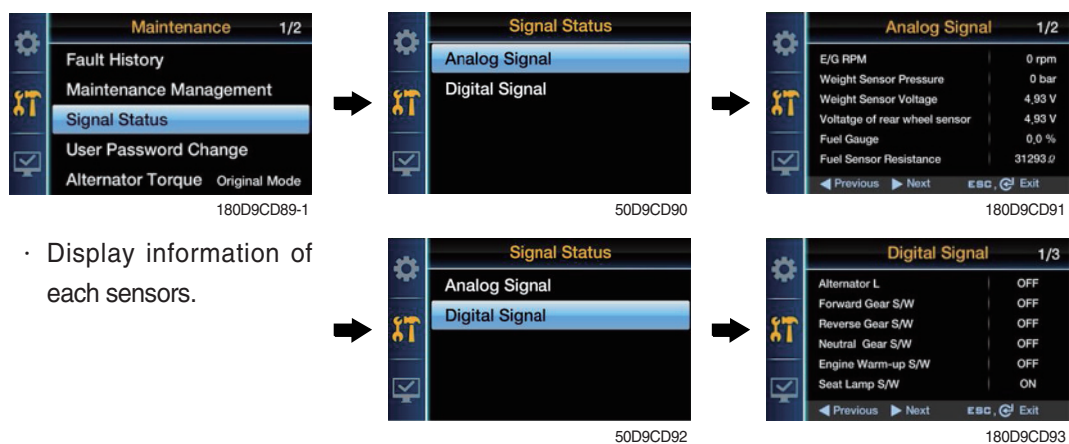 Maintenance 1/2
Fault History
Maintenance Management
Signal Status
User Password Change
Alternator Torque Original Mode
180D9CD89-1
Signal Status
Analog Signal
Digital Signal
50D9CD90
Analog Signal 1/2
E/G RPM 0 rpm
Weight Sensor Pressure 0 bar
Weight Sensor Voltage 4,93 V
Voltatge of rear wheel sensor 4,93 V
Fuel Gauge 0,0 %
Fuel Sensor Resistance 31293Ω
◀ Previous ▶ Next ESC, Exit
180D9CD91
· Display information of
each sensors.
Signal Status
Analog Signal
Digital Signal
50D9CD92
Digital Signal 1/3
Alternator L OFF
Forward Gear S/W OFF
Reverse Gear S/W OFF
Neutral Gear S/W OFF
Engine Warm-up S/W OFF
Seat Lamp S/W ON
◀ Previous ▶ Next ESC, Exit
180D9CD93